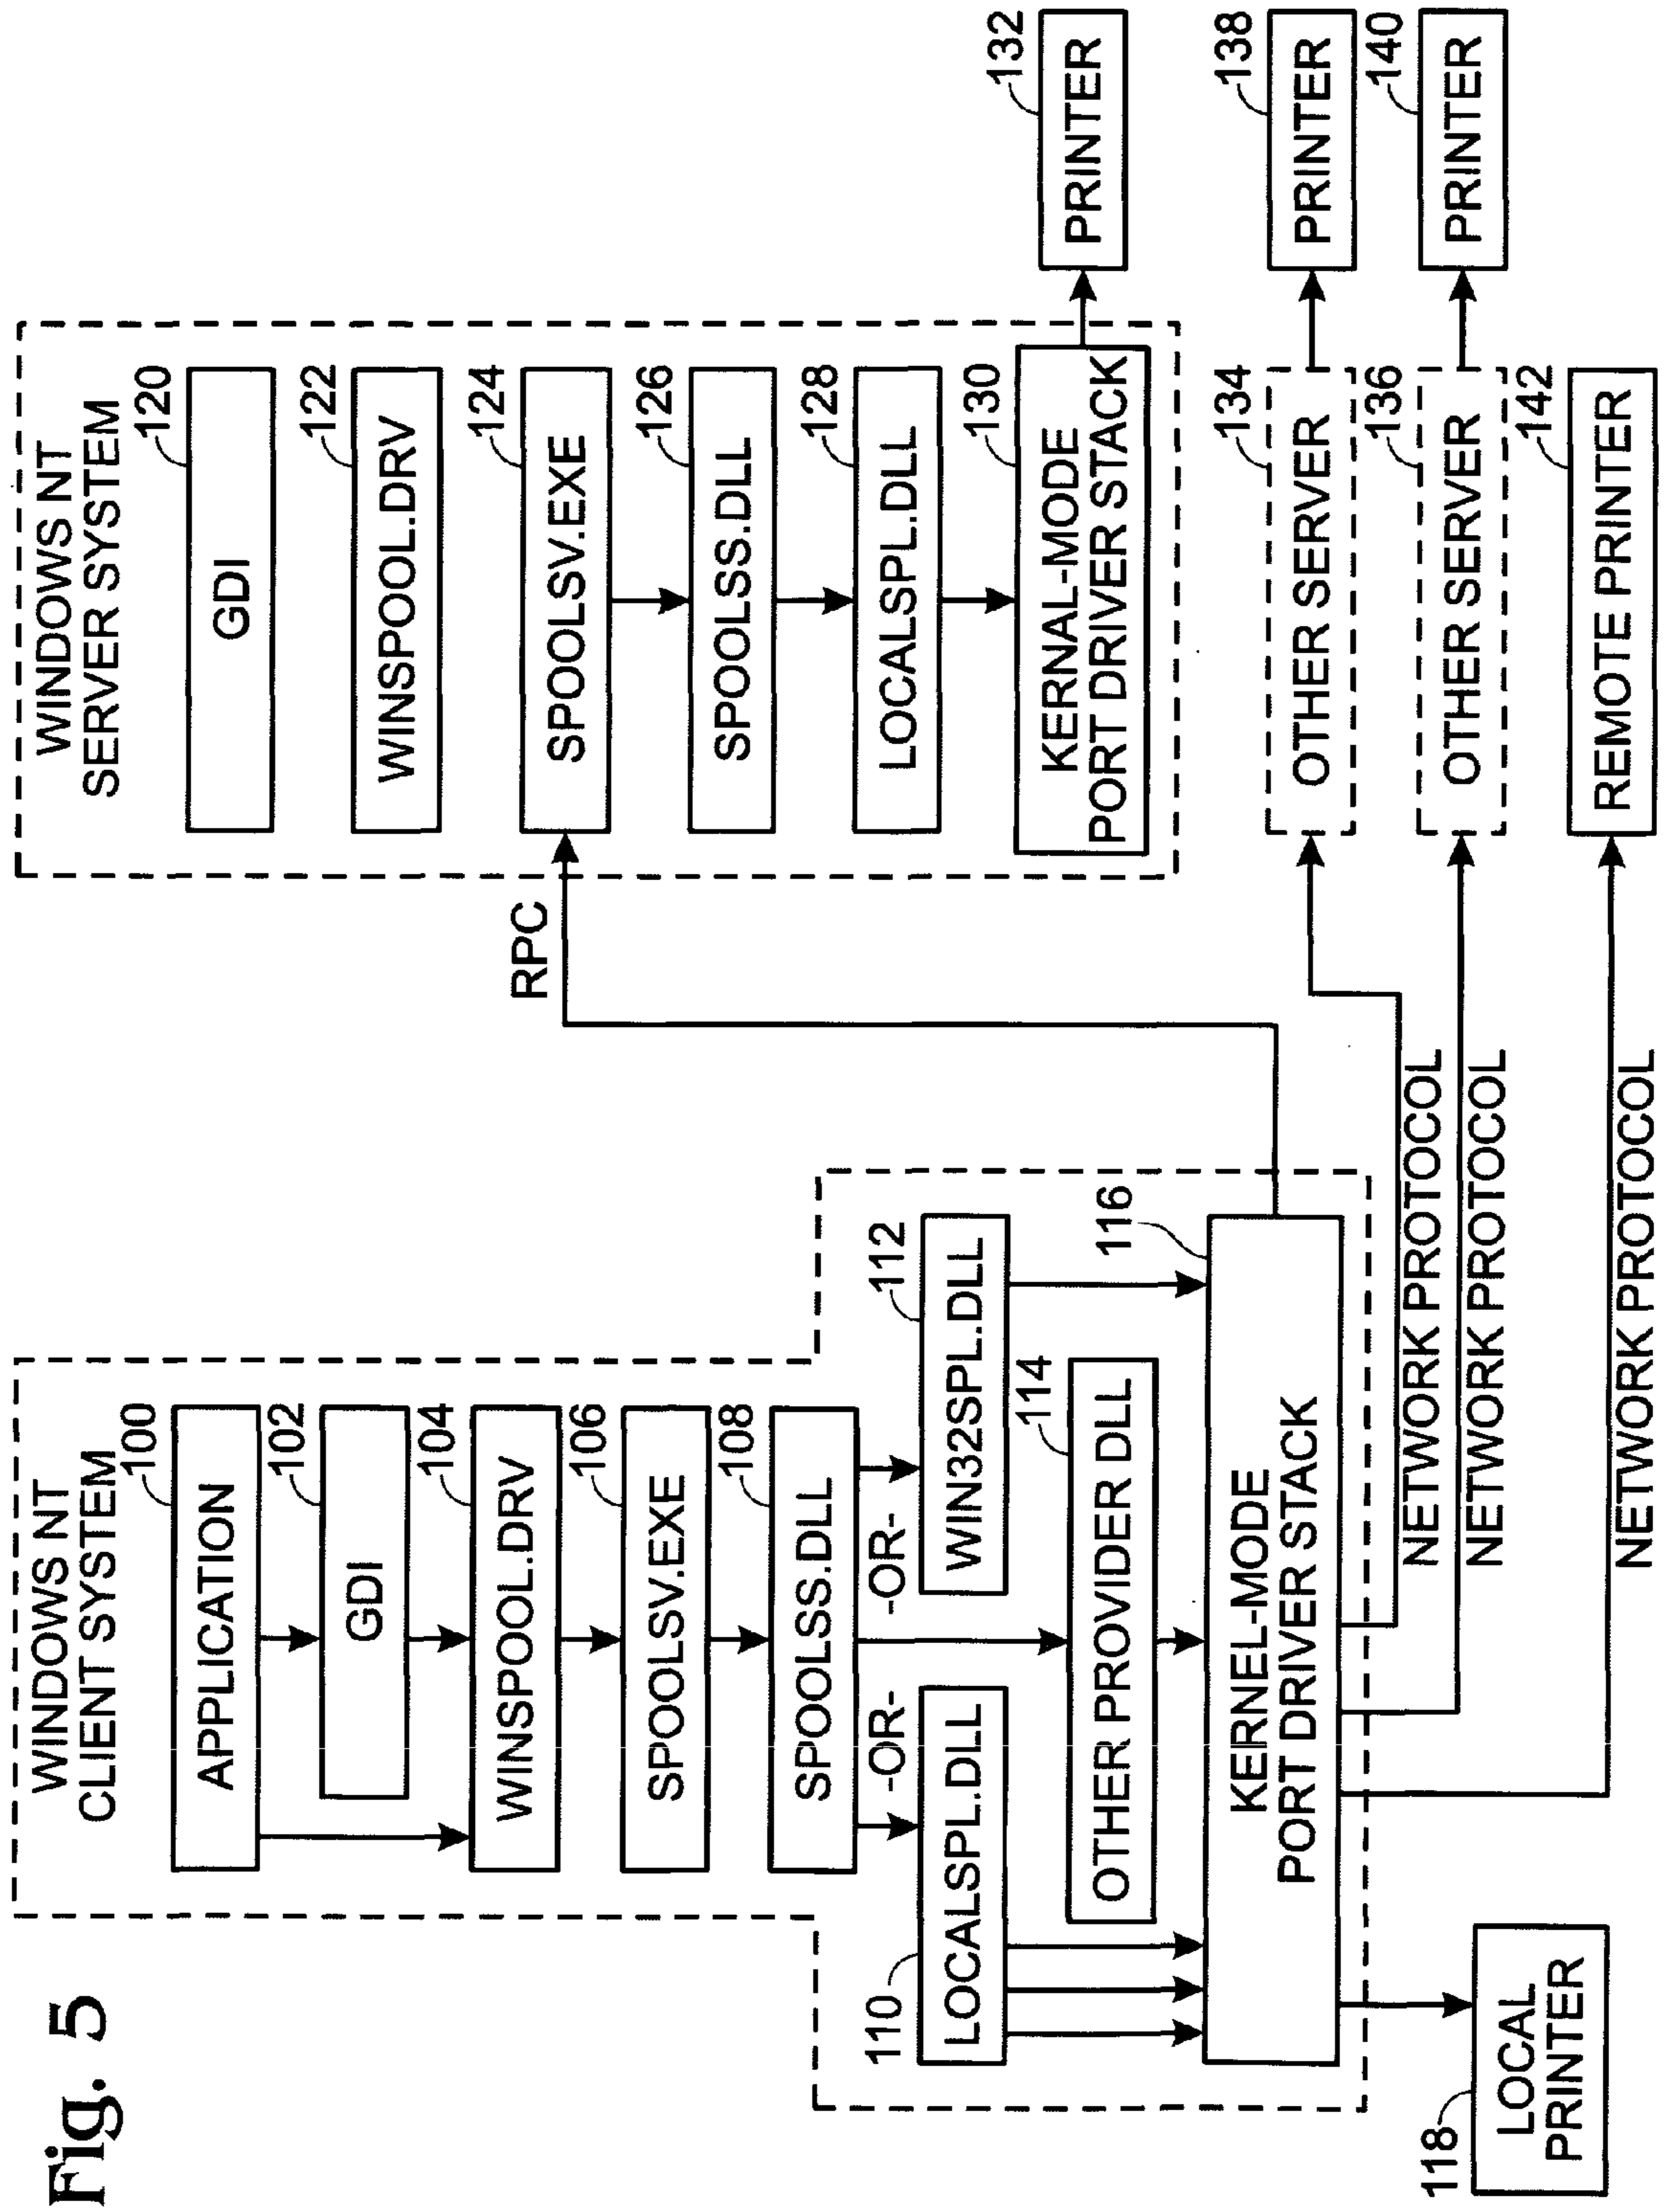 Fig. 5
WINDOWS NT
CLIENT SYSTEM
100
APPLICATION
102
GDI
104
WINSPOOL.DRV
106
SPOOLSV.EXE
108
SPOOLSS.DLL
-OR-
-OR-
110
LOCALSPL.DLL
112
WIN32SPL.DLL
114
OTHER PROVIDER DLL
116
KERNEL-MODE
PORT DRIVER STACK
118
LOCAL
PRINTER
RPC
NETWORK PROTOCOL
NETWORK PROTOCOL
NETWORK PROTOCOL
WINDOWS NT
SERVER SYSTEM
120
GDI
122
WINSPOOL.DRV
124
SPOOLSV.EXE
126
SPOOLSS.DLL
128
LOCALSPL.DLL
130
KERNAL-MODE
PORT DRIVER STACK
132
PRINTER
134
OTHER SERVER
138
PRINTER
136
OTHER SERVER
140
PRINTER
142
REMOTE PRINTER